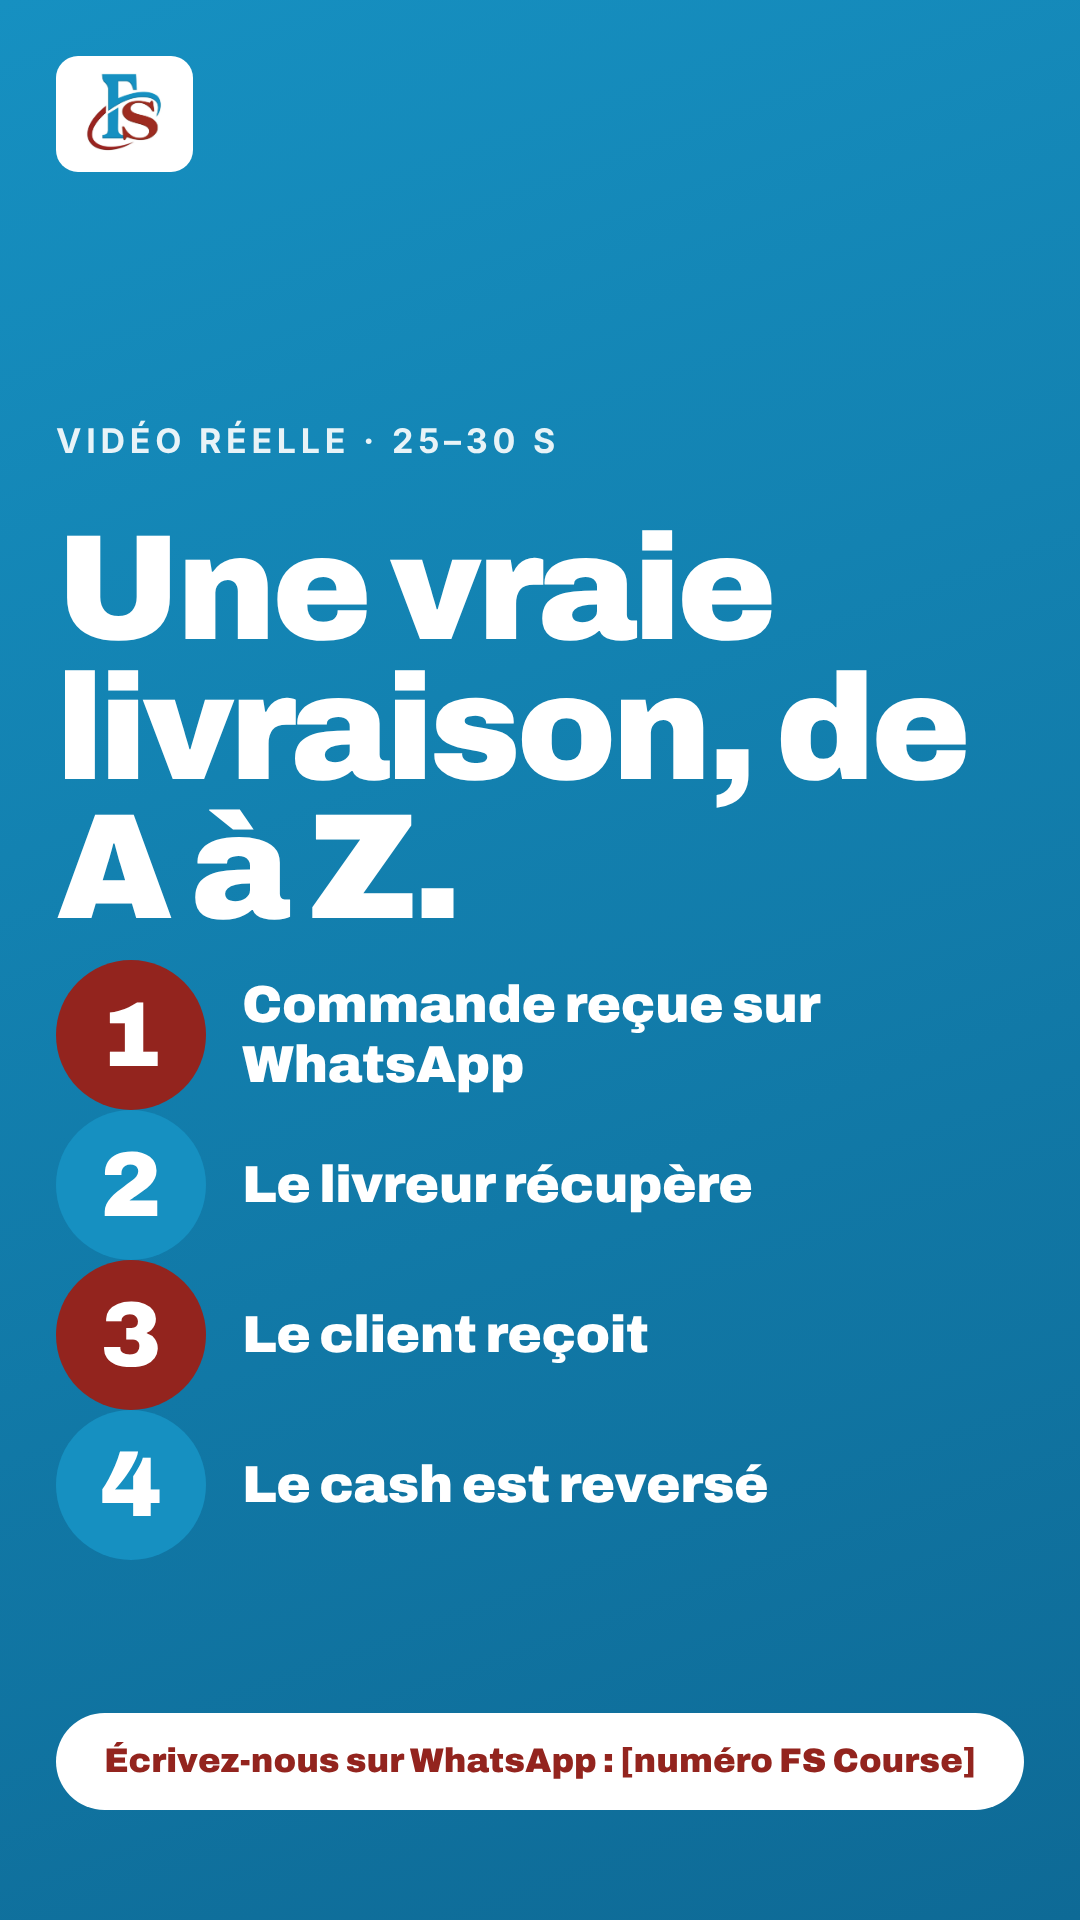 FS
VIDÉO RÉELLE · 25–30 S
Une vraie
livraison, de
A à Z.
1
Commande reçue sur
WhatsApp
2
Le livreur récupère
3
Le client reçoit
4
Le cash est reversé
Écrivez-nous sur WhatsApp : [numéro FS Course]